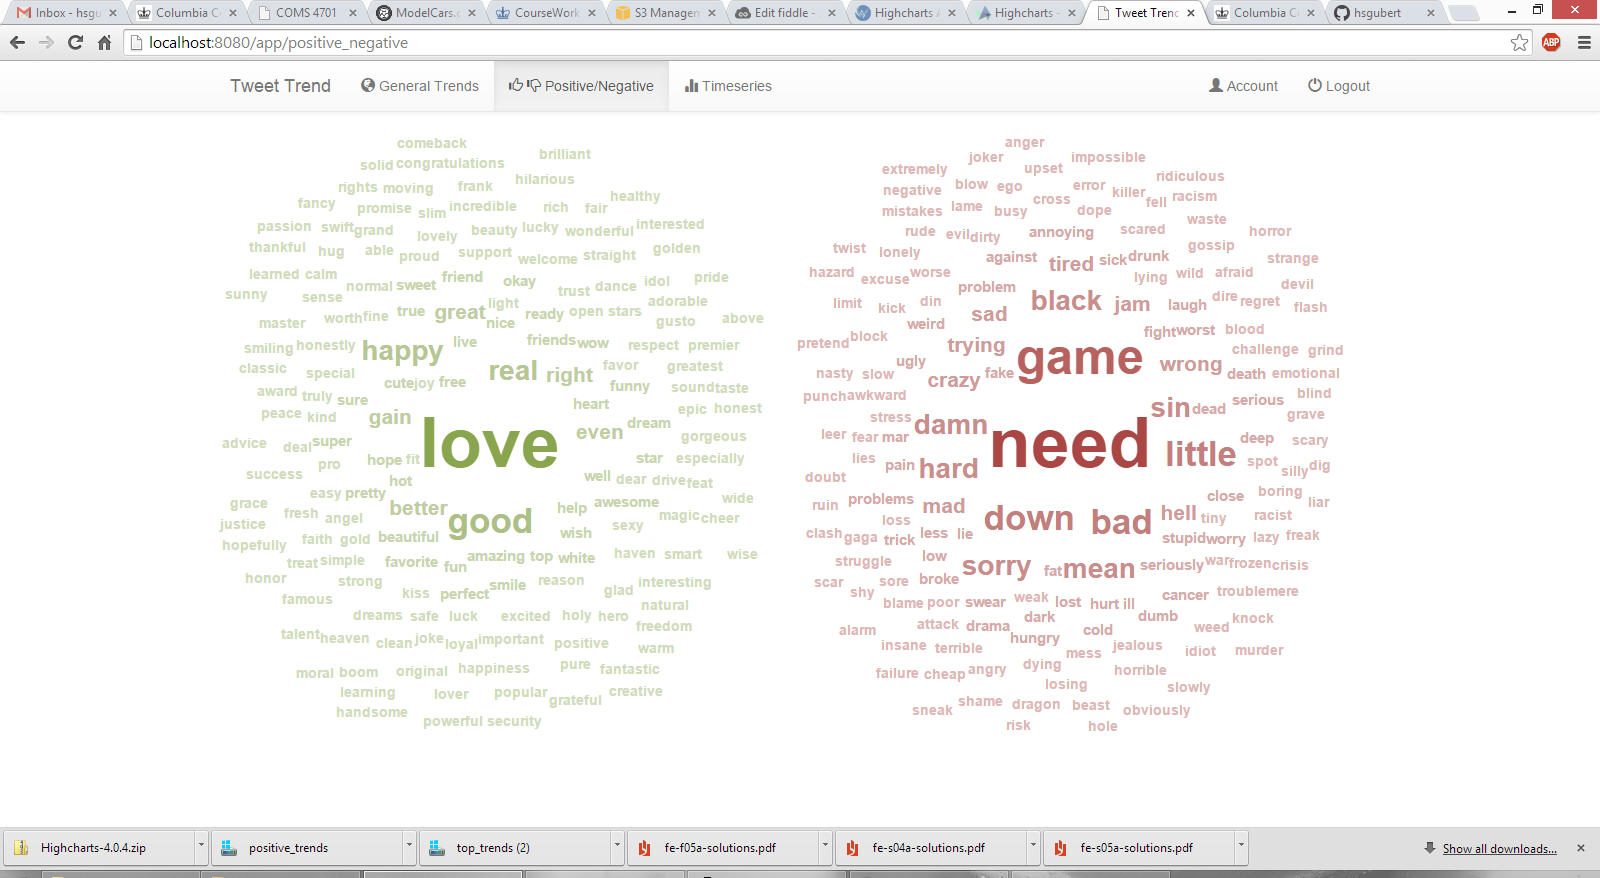 Inbox - hsgu
Columbia C
COMS 4701
ModelCars.c
CourseWork
S3 Managem
Edit fiddle -
Highcharts A
Highcharts -
Tweet Trend
Columbia C
hsgubert
localhost:8080/app/positive_negative
ABP
Tweet Trend
General Trends
Positive/Negative
Timeseries
Account
Logout
comeback
solid congratulations brilliant
rights moving frank hilarious
fancy promise slim incredible rich fair healthy
passion swift grand lovely beauty lucky wonderful interested
thankful hug able proud support welcome straight golden
learned calm normal sweet friend okay trust dance idol pride
sunny sense true great light nice ready open stars adorable
master worth fine friends wow gusto above
smiling honestly happy live respect premier
classic special real right favor greatest
award truly sure cute joy free funny sound taste
peace kind gain heart dream epic honest
advice deal super love even gorgeous
success pro hope fit star especially
hot well dear drive feat
grace easy pretty better good help awesome wide
justice fresh angel magic cheer
hopefully faith gold beautiful wish sexy
treat simple favorite fun amazing top white haven smart wise
honor strong kiss perfect smile reason glad interesting
famous natural
dreams safe luck excited holy hero freedom
talent heaven clean joke loyal important positive warm
moral boom original happiness pure fantastic
learning lover popular grateful creative
handsome powerful security
anger
joker upset impossible
extremely ridiculous
negative blow ego cross error killer fell racism
mistakes lame busy dope waste
rude evil dirty annoying scared horror
twist lonely against tired sick drunk gossip strange
hazard excuse worse problem lying wild afraid devil
limit kick din black jam laugh dire regret flash
weird sad fight worst blood
pretend block trying game challenge grind
ugly wrong
nasty slow crazy fake death emotional
punch awkward sin dead serious blind
stress damn grave
leer fear mar need little deep scary
lies pain hard spot silly dig
doubt
ruin problems mad close boring liar
loss down bad hell tiny racist
clash gaga trick less lie stupid worry lazy freak
struggle low sorry fat mean seriously war frozen crisis
scar sore broke
shy blame poor swear weak lost hurt ill cancer troublemere
attack drama dark dumb knock
alarm hungry cold weed
insane terrible mess jealous idiot murder
failure cheap angry dying horrible
losing slowly
sneak shame dragon beast obviously
risk hole
Highcharts-4.0.4.zip
positive_trends
top_trends (2)
fe-f05a-solutions.pdf
fe-s04a-solutions.pdf
fe-s05a-solutions.pdf
Show all downloads...